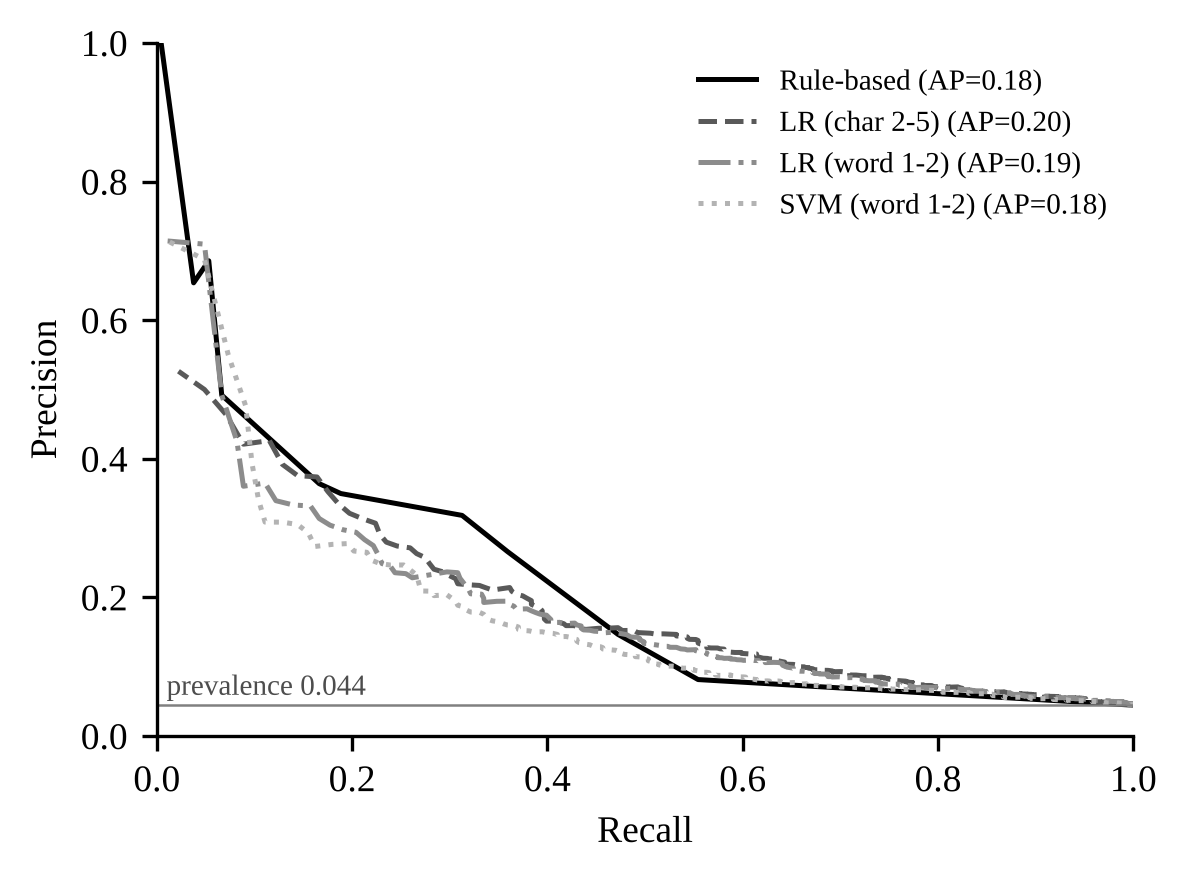 1.0
0.8
0.6
0.4
0.2
0.0
Precision
Rule-based (AP=0.18)
LR (char 2-5) (AP=0.20)
LR (word 1-2) (AP=0.19)
SVM (word 1-2) (AP=0.18)
prevalence 0.044
0.0 0.2 0.4 0.6 0.8 1.0
Recall